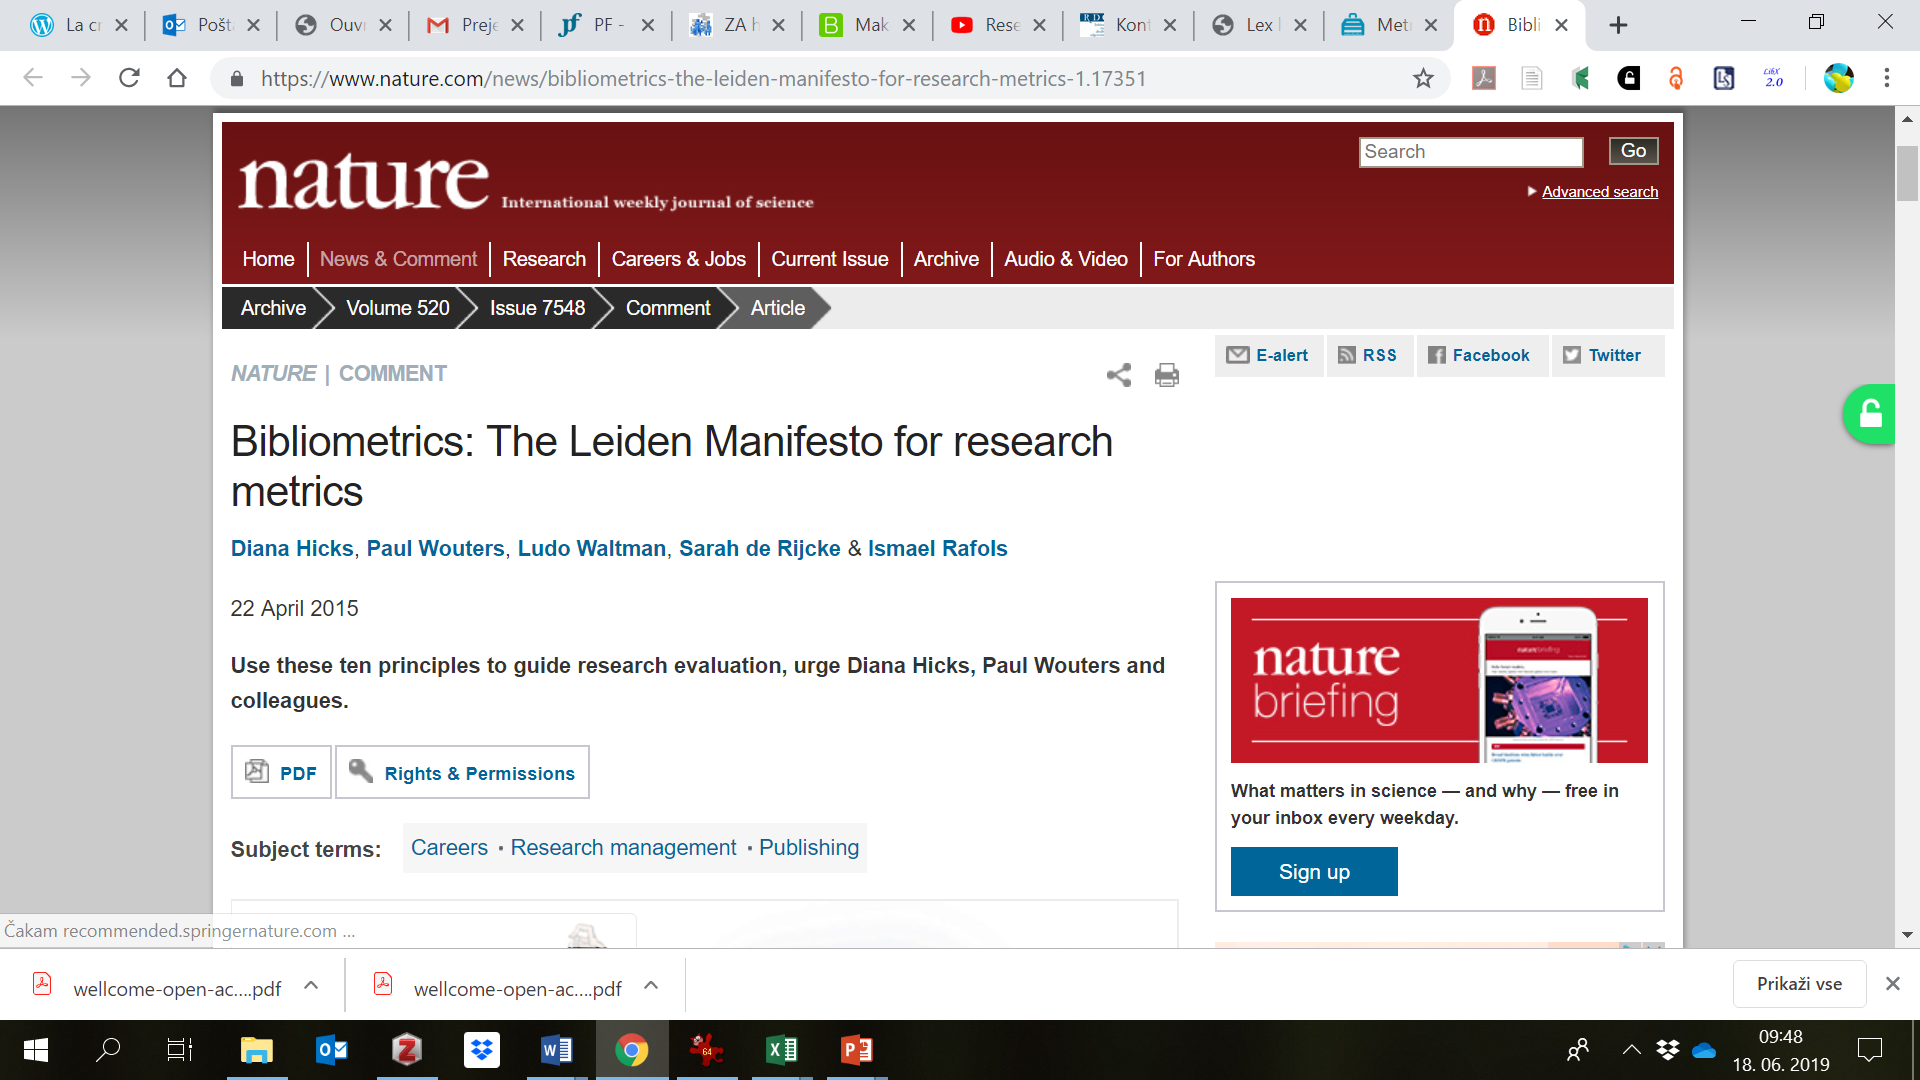 La cr
Pošt
Ouv
Preje
PF -
ZA h
Mak
Rese
Kont
Lex l
Met
Bibli
https://www.nature.com/news/bibliometrics-the-leiden-manifesto-for-research-metrics-1.17351
LibX
2.0
nature International weekly journal of science
Search Go
Advanced search
Home News & Comment Research Careers & Jobs Current Issue Archive Audio & Video For Authors
Archive Volume 520 Issue 7548 Comment Article
E-alert RSS Facebook Twitter
NATURE | COMMENT
Bibliometrics: The Leiden Manifesto for research
metrics
Diana Hicks, Paul Wouters, Ludo Waltman, Sarah de Rijcke & Ismael Rafols
22 April 2015
Use these ten principles to guide research evaluation, urge Diana Hicks, Paul Wouters and
colleagues.
PDF Rights & Permissions
Subject terms: Careers • Research management • Publishing
nature
briefing
What matters in science — and why — free in
your inbox every weekday.
Sign up
Čakam recommended.springernature.com ...
wellcome-open-ac....pdf
wellcome-open-ac....pdf
Prikaži vse
64
09:48
18. 06. 2019